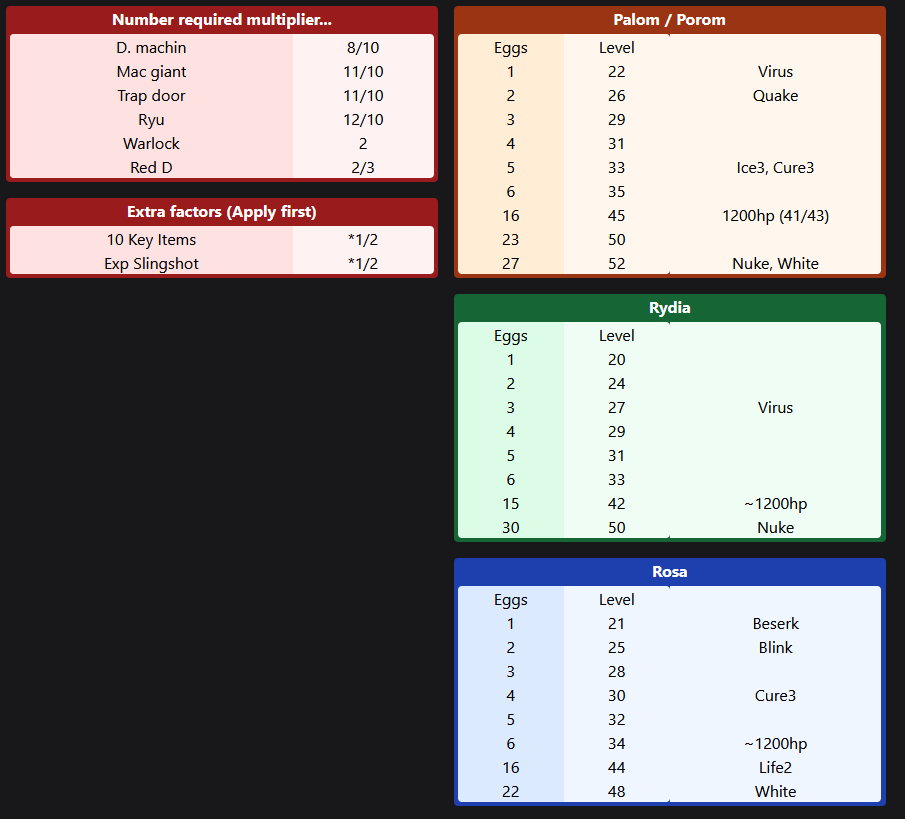 Number required multiplier...
D. machin 8/10
Mac giant 11/10
Trap door 11/10
Ryu 12/10
Warlock 2
Red D 2/3
Extra factors (Apply first)
10 Key Items *1/2
Exp Slingshot *1/2
Palom / Porom
Eggs Level
1 22 Virus
2 26 Quake
3 29
4 31
5 33 Ice3, Cure3
6 35
16 45 1200hp (41/43)
23 50
27 52 Nuke, White
Rydia
Eggs Level
1 20
2 24
3 27 Virus
4 29
5 31
6 33
15 42 ~1200hp
30 50 Nuke
Rosa
Eggs Level
1 21 Beserk
2 25 Blink
3 28
4 30 Cure3
5 32
6 34 ~1200hp
16 44 Life2
22 48 White